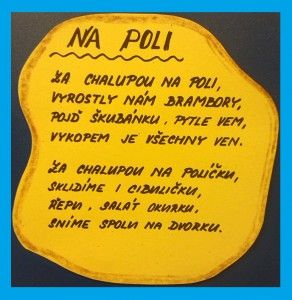 NA POLI
ZA CHALUPOU NA POLI,
VYROSTLY NÁM BRAMBORY,
POJĎ ŠKUBÁNKU, PYTLE VEM,
VYKOPEM JE VŠECHNY VEN.
ZA CHALUPOU NA POLÍČKU,
SKLIDÍME I CIBULIČKU,
ŘEPU, SALÁT OKURKU,
SNÍME SPOLU NA DVORKU.